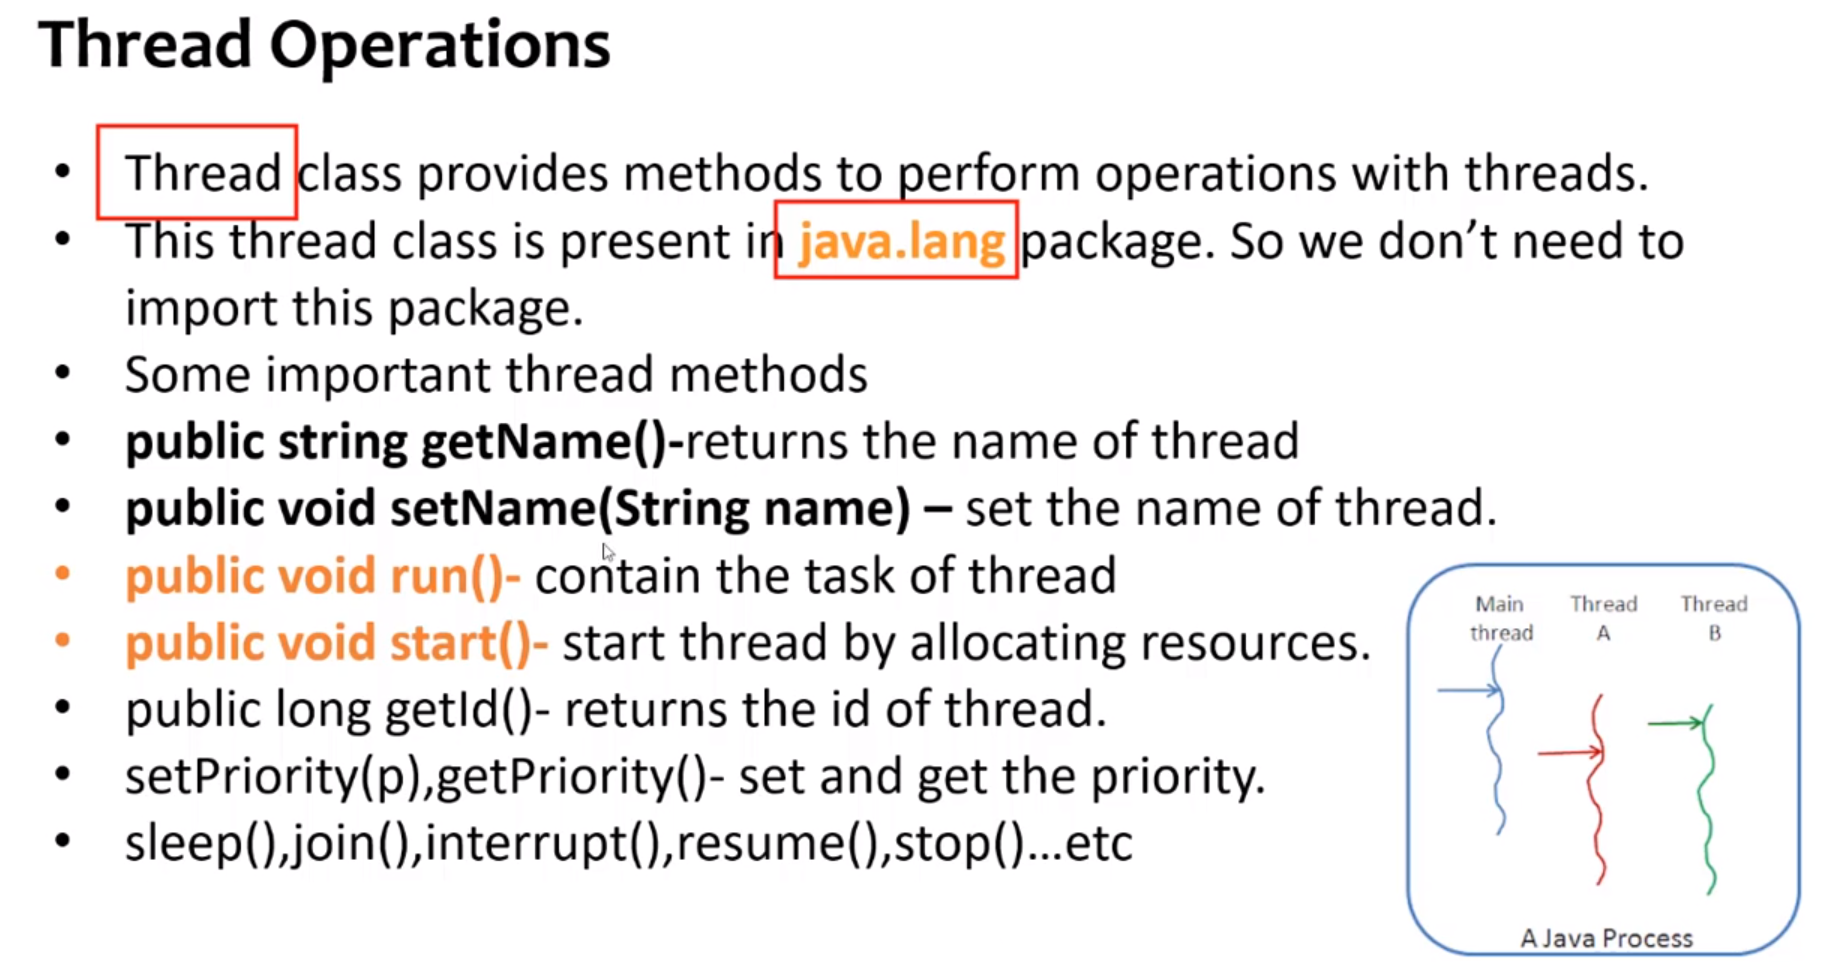 Thread Operations
• Thread class provides methods to perform operations with threads.
• This thread class is present in java.lang package. So we don’t need to
import this package.
• Some important thread methods
• public string getName()-returns the name of thread
• public void setName(String name) – set the name of thread.
• public void run()- contain the task of thread
• public void start()- start thread by allocating resources.
• public long getId()- returns the id of thread.
• setPriority(p),getPriority()- set and get the priority.
• sleep(),join(),interrupt(),resume(),stop()...etc
Main Thread Thread
thread A B
A Java Process